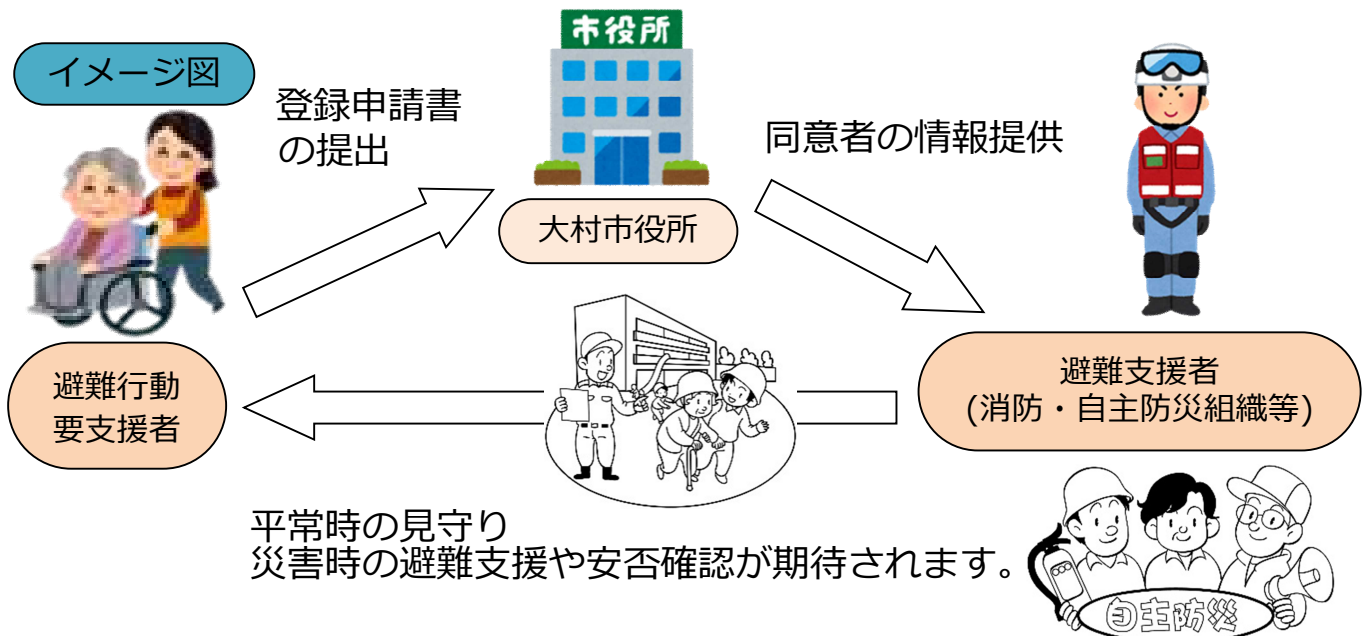 イメージ図
登録申請書
の提出
市役所
大村市役所
同意者の情報提供
避難行動
要支援者
避難支援者
(消防・自主防災組織等)
平常時の見守り
災害時の避難支援や安否確認が期待されます。
自主防災